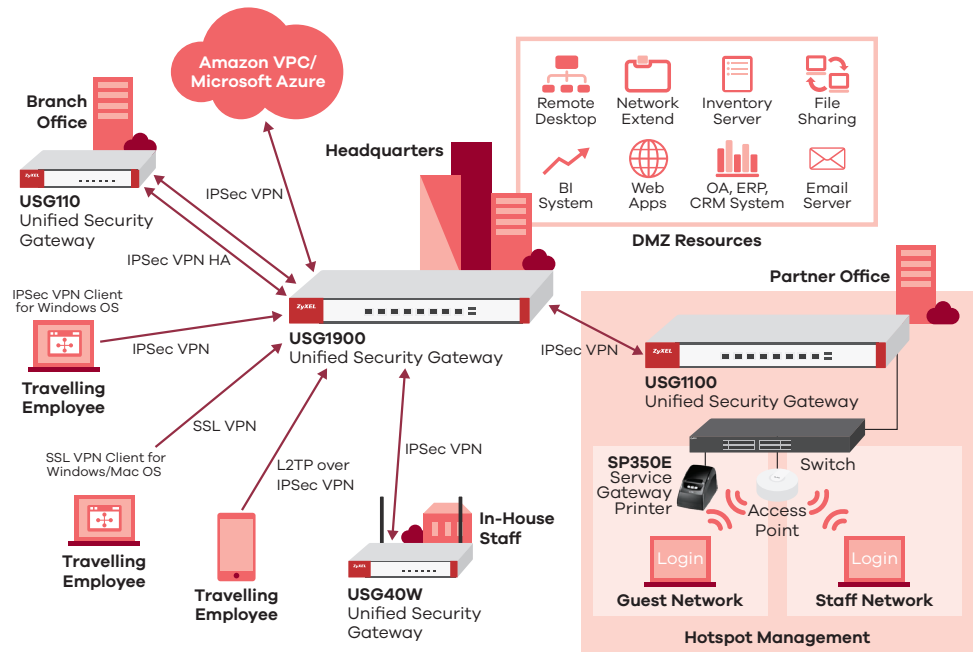 Amazon VPC/
Microsoft Azure
Branch
Office
ZyXEL
USG110
Unified Security
Gateway
IPSec VPN
IPSec VPN HA
Headquarters
Remote
Desktop
Network
Extend
Inventory
Server
File
Sharing
BI
System
Web
Apps
OA, ERP,
CRM System
Email
Server
DMZ Resources
ZyXEL
USG1900
Unified Security Gateway
IPSec VPN Client
for Windows OS
IPSec VPN
Travelling
Employee
SSL VPN
SSL VPN Client for
Windows/Mac OS
Travelling
Employee
L2TP over
IPSec VPN
Travelling
Employee
IPSec VPN
In-House
Staff
ZyXEL
USG40W
Unified Security
Gateway
IPSec VPN
Partner Office
ZyXEL
USG1100
Unified Security Gateway
Switch
SP350E
Service
Gateway
Printer
Access
Point
Login
Guest Network
Login
Staff Network
Hotspot Management